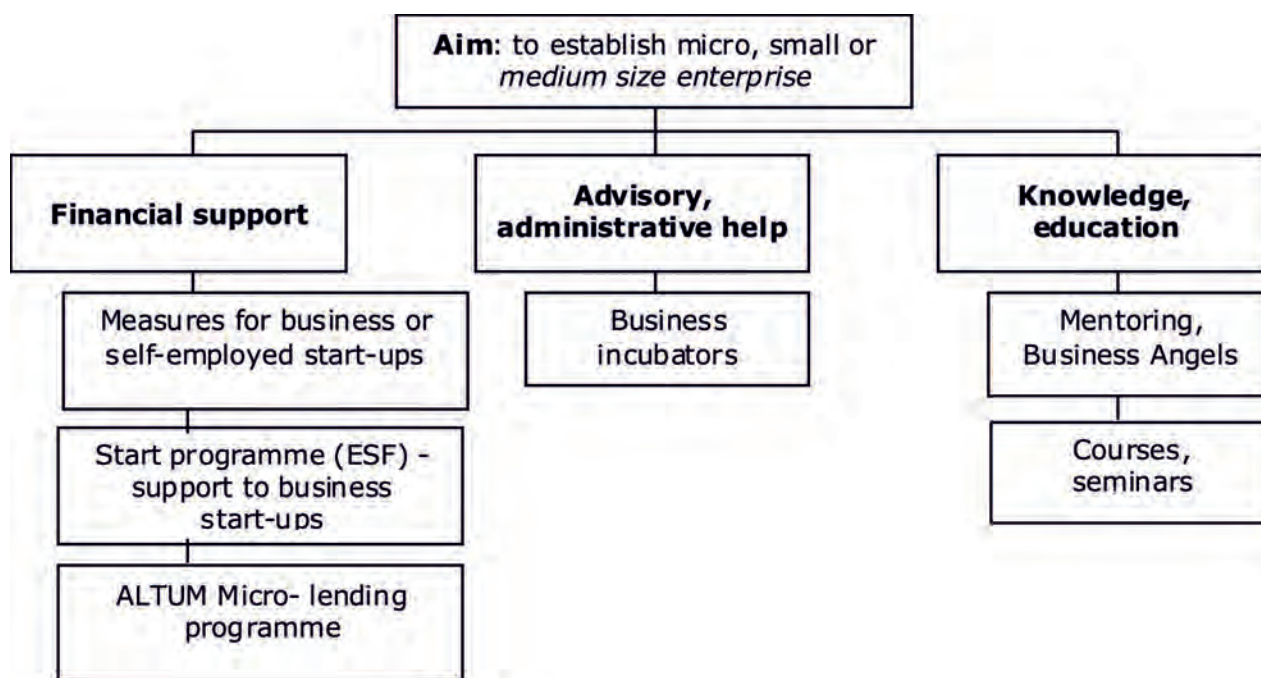 Aim: to establish micro, small or
medium size enterprise
Financial support
Advisory,
administrative help
Knowledge,
education
Measures for business or
self-employed start-ups
Business
incubators
Mentoring,
Business Angels
Start programme (ESF) -
support to business
start-ups
Courses,
seminars
ALTUM Micro- lending
programme